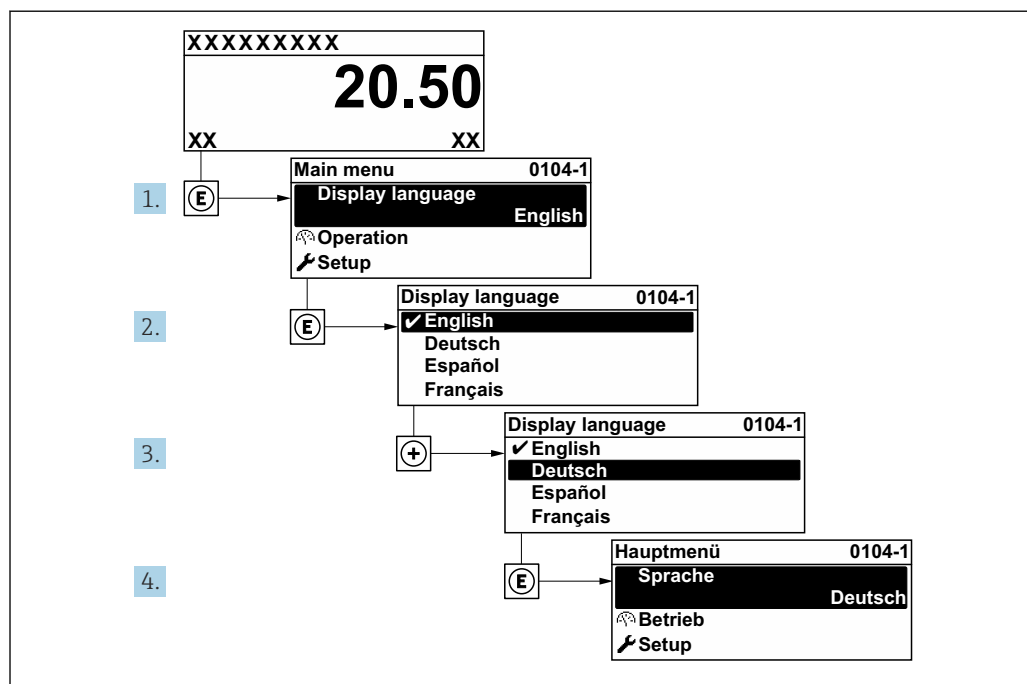 XXXXXXXXX
20.50
XX XX
1. E
Main menu 0104-1
Display language
English
Operation
Setup
2. E
Display language 0104-1
✔ English
Deutsch
Español
Français
3. +
Display language 0104-1
✔ English
Deutsch
Español
Français
4. E
Hauptmenü 0104-1
Sprache
Deutsch
Betrieb
Setup